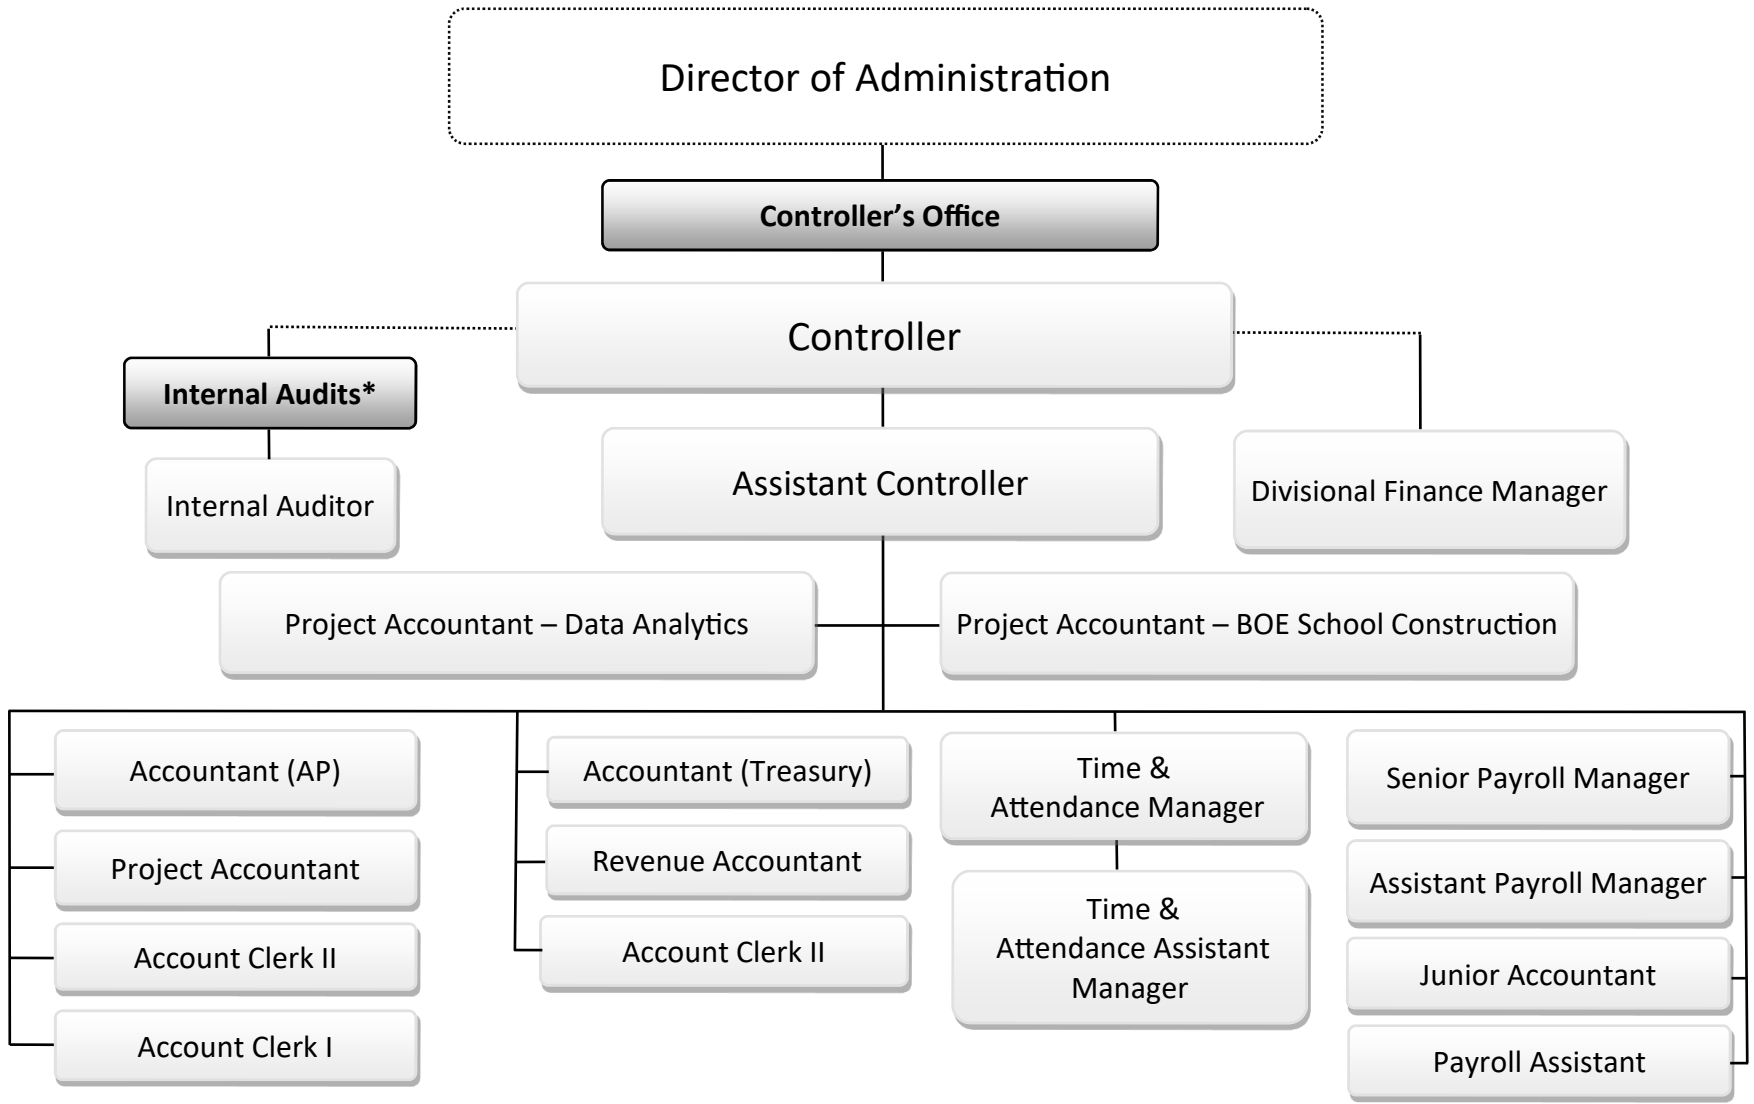 Director of Administration
Controller’s Office
Controller
Internal Audits*
Internal Auditor
Assistant Controller
Divisional Finance Manager
Project Accountant – Data Analytics
Project Accountant – BOE School Construction
Accountant (AP)
Project Accountant
Account Clerk II
Account Clerk I
Accountant (Treasury)
Revenue Accountant
Account Clerk II
Time &
Attendance Manager
Time &
Attendance Assistant
Manager
Senior Payroll Manager
Assistant Payroll Manager
Junior Accountant
Payroll Assistant